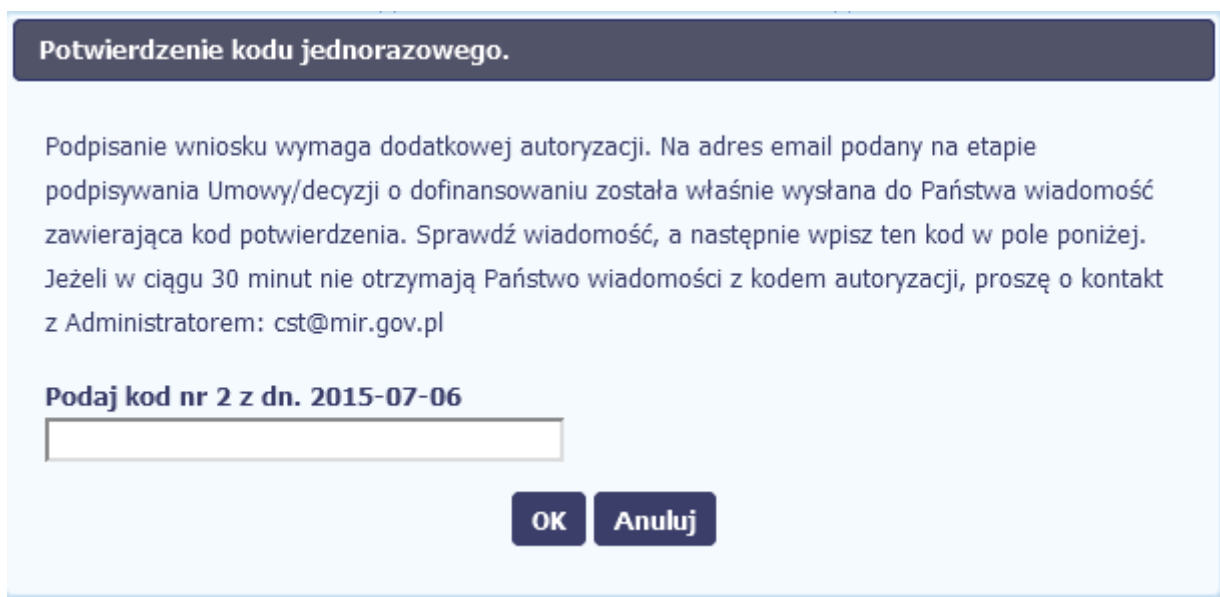 Potwierdzenie kodu jednorazowego.
Podpisanie wniosku wymaga dodatkowej autoryzacji. Na adres email podany na etapie
podpisywania Umowy/decyzji o dofinansowaniu została właśnie wysłana do Państwa wiadomość
zawierająca kod potwierdzenia. Sprawdź wiadomość, a następnie wpisz ten kod w pole poniżej.
Jeżeli w ciągu 30 minut nie otrzymają Państwo wiadomości z kodem autoryzacji, proszę o kontakt
z Administratorem: cst@mir.gov.pl
Podaj kod nr 2 z dn. 2015-07-06
OK Anuluj